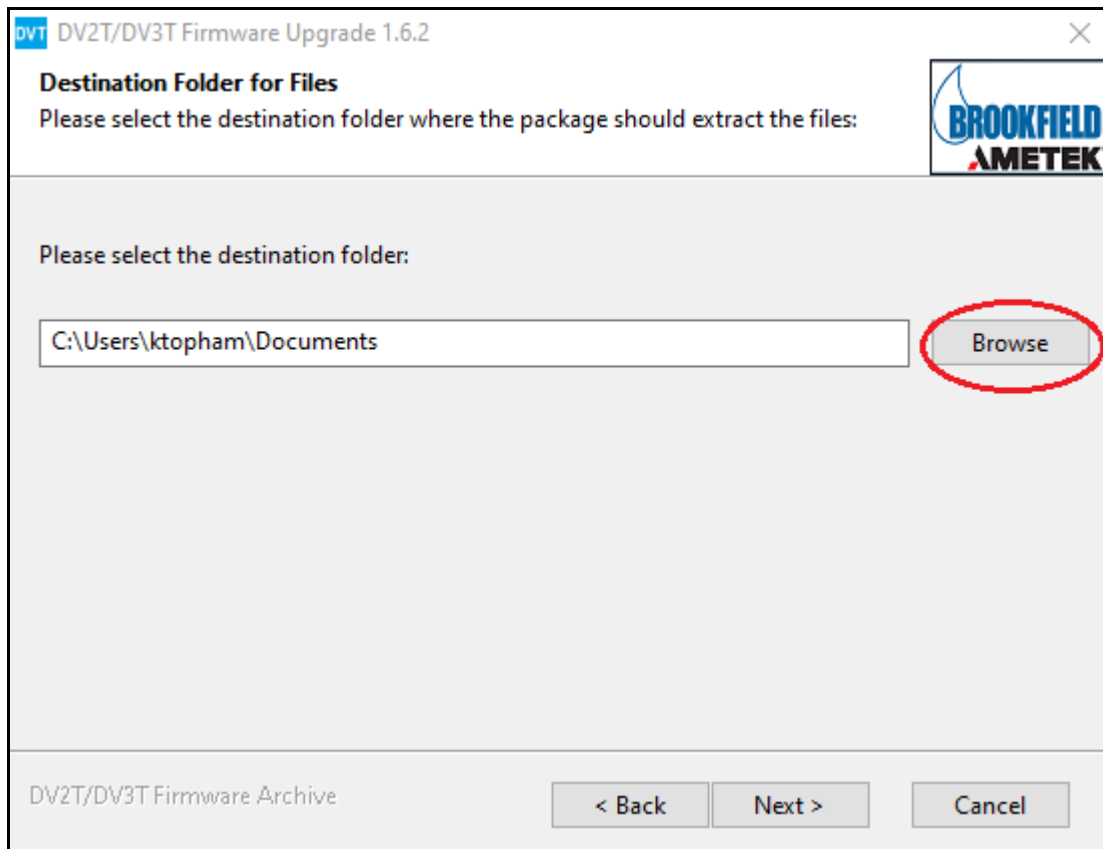 DVT DV2T/DV3T Firmware Upgrade 1.6.2
Destination Folder for Files
Please select the destination folder where the package should extract the files:
BROOKFIELD
AMETEK
Please select the destination folder:
C:\Users\ktopham\Documents
Browse
DV2T/DV3T Firmware Archive
< Back
Next >
Cancel